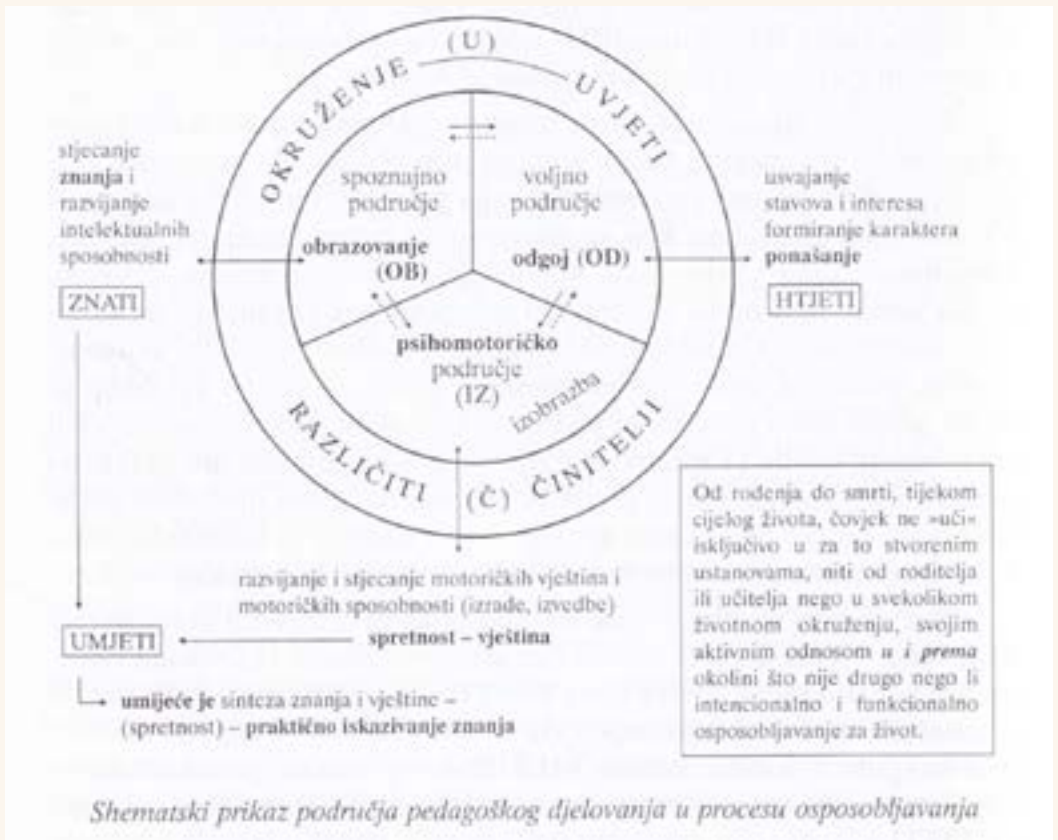 (U)
OKRUŽENJE
UVJETI
stjecanje
znanja i
razvijanje
intelektualnih
sposobnosti
ZNATI
spoznajno
područje
obrazovanje
(OB)
voljno
područje
odgoj (OD)
usvajanje
stavova i interesa
formiranje karaktera
ponašanje
HTJETI
psihomotoričko
područje
(IZ)
izobrazba
RAZLIČITI
(Č)
ČINITELJI
razvijanje i stjecanje motoričkih vještina i
motoričkih sposobnosti (izrade, izvedbe)
spretnost – vještina
UMJETI
umijeće je sinteza znanja i vještine –
(spretnost) – praktično iskazivanje znanja
Od rođenja do smrti, tijekom
cijelog života, čovjek ne »uči«
isključivo u za to stvorenim
ustanovama, niti od roditelja
ili učitelja nego u svekolikom
životnom okruženju, svojim
aktivnim odnosom u i prema
okolini što nije drugo nego li
intencionalno i funkcionalno
osposobljavanje za život.
Shematski prikaz područja pedagoškog djelovanja u procesu osposobljavanja